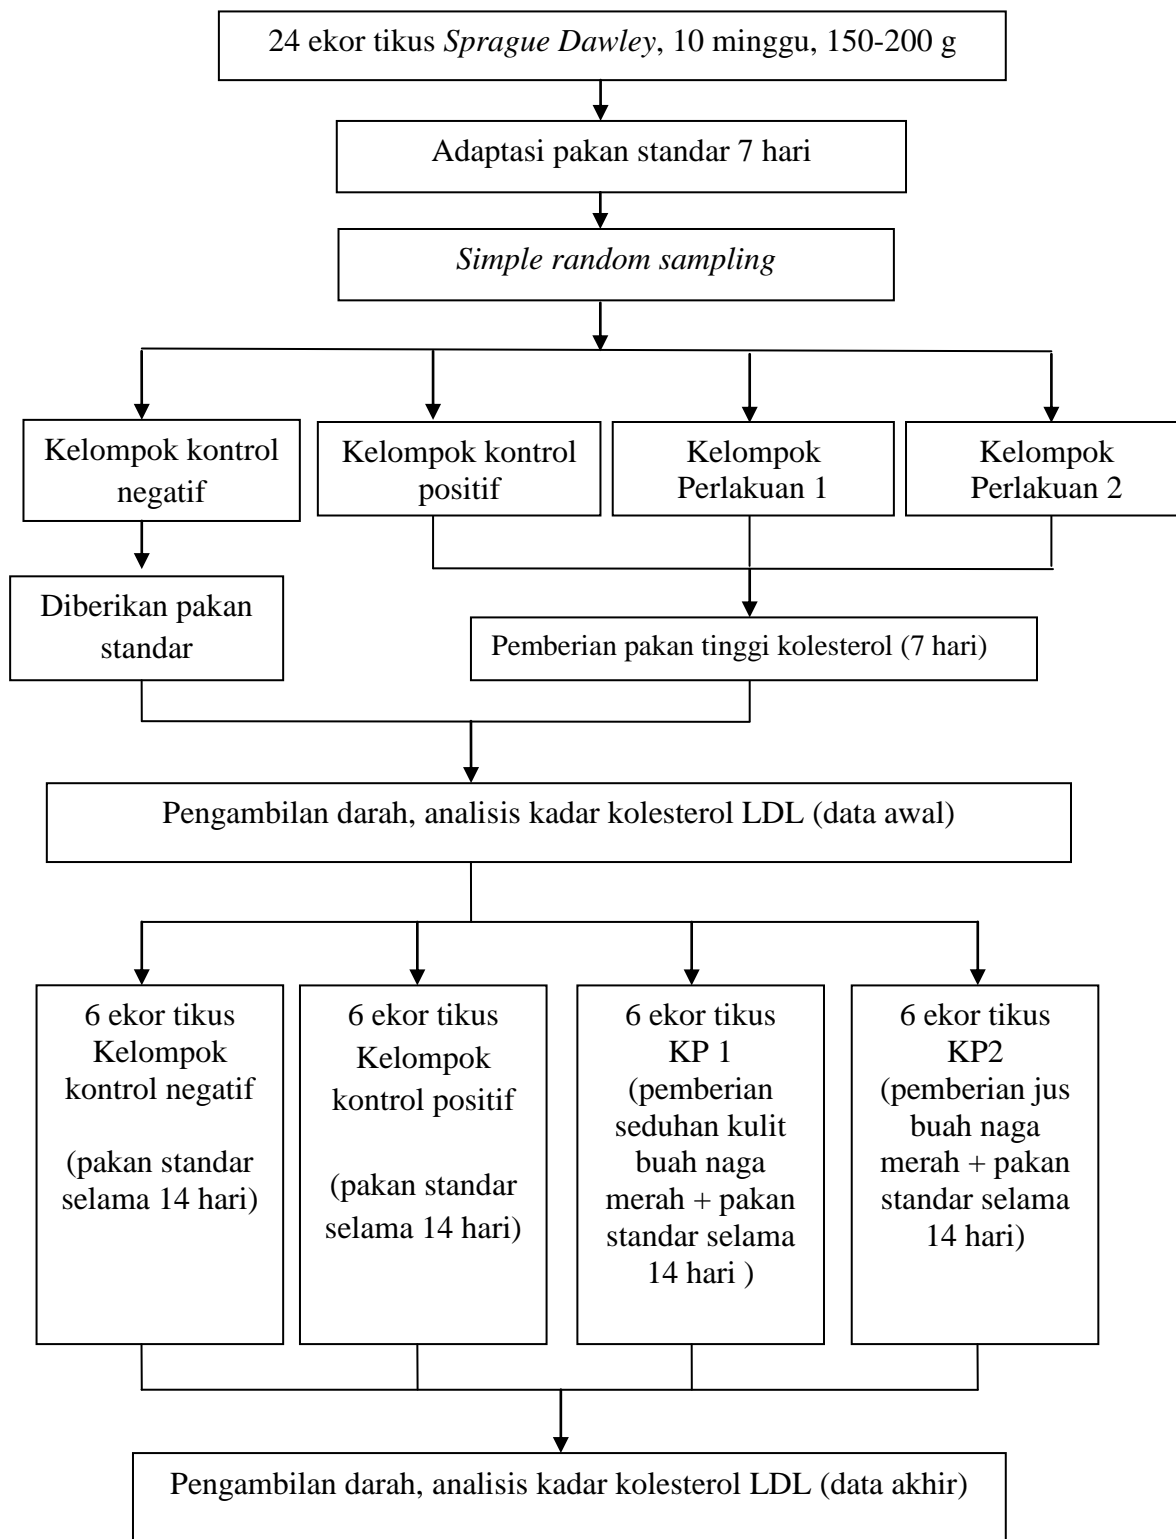 24 ekor tikus Sprague Dawley, 10 minggu, 150-200 g
Adaptasi pakan standar 7 hari
Simple random sampling
Kelompok kontrol
negatif
Kelompok kontrol
positif
Kelompok
Perlakuan 1
Kelompok
Perlakuan 2
Diberikan pakan
standar
Pemberian pakan tinggi kolesterol (7 hari)
Pengambilan darah, analisis kadar kolesterol LDL (data awal)
6 ekor tikus
Kelompok
kontrol negatif
(pakan standar
selama 14 hari)
6 ekor tikus
Kelompok
kontrol positif
(pakan standar
selama 14 hari)
6 ekor tikus
KP 1
(pemberian
seduhan kulit
buah naga
merah + pakan
standar selama
14 hari )
6 ekor tikus
KP2
(pemberian jus
buah naga
merah + pakan
standar selama
14 hari)
Pengambilan darah, analisis kadar kolesterol LDL (data akhir)